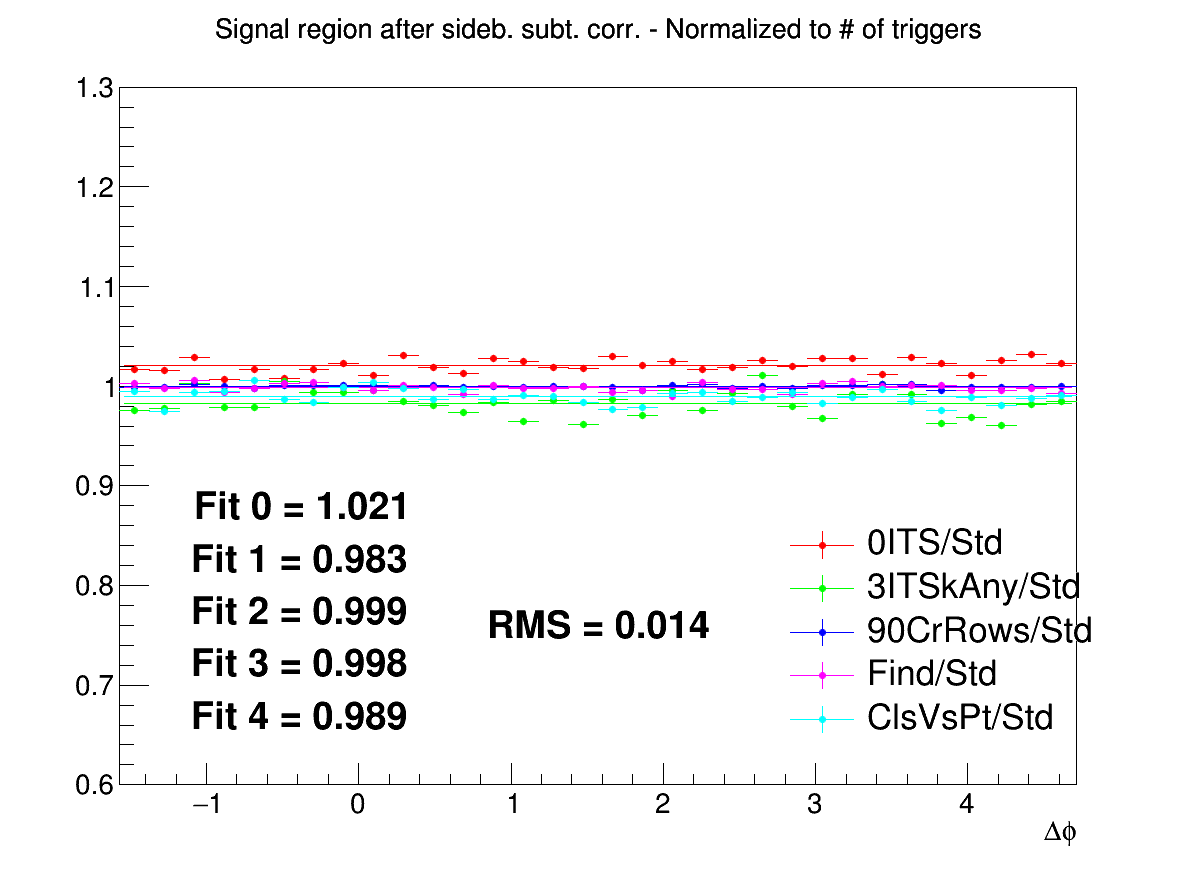 Signal region after sideb. subt. corr. - Normalized to # of triggers
1.3
1.2
1.1
1
0.9
0.8
0.7
0.6
Fit 0 = 1.021
Fit 1 = 0.983
Fit 2 = 0.999
Fit 3 = 0.998
Fit 4 = 0.989
RMS = 0.014
0ITS/Std
3ITSkAny/Std
90CrRows/Std
Find/Std
ClsVsPt/Std
−1 0 1 2 3 4
Δϕ